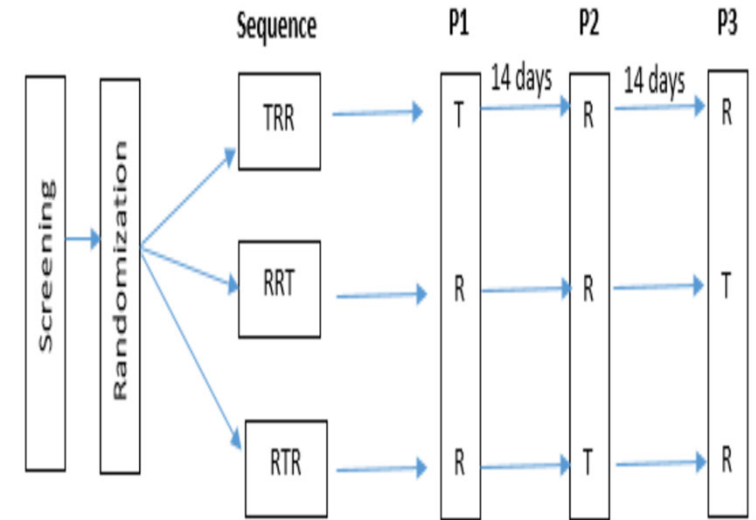 Sequence P1 P2 P3
14 days 14 days
TRR T R R
Screening
Randomization
RRT R R T
RTR R T R